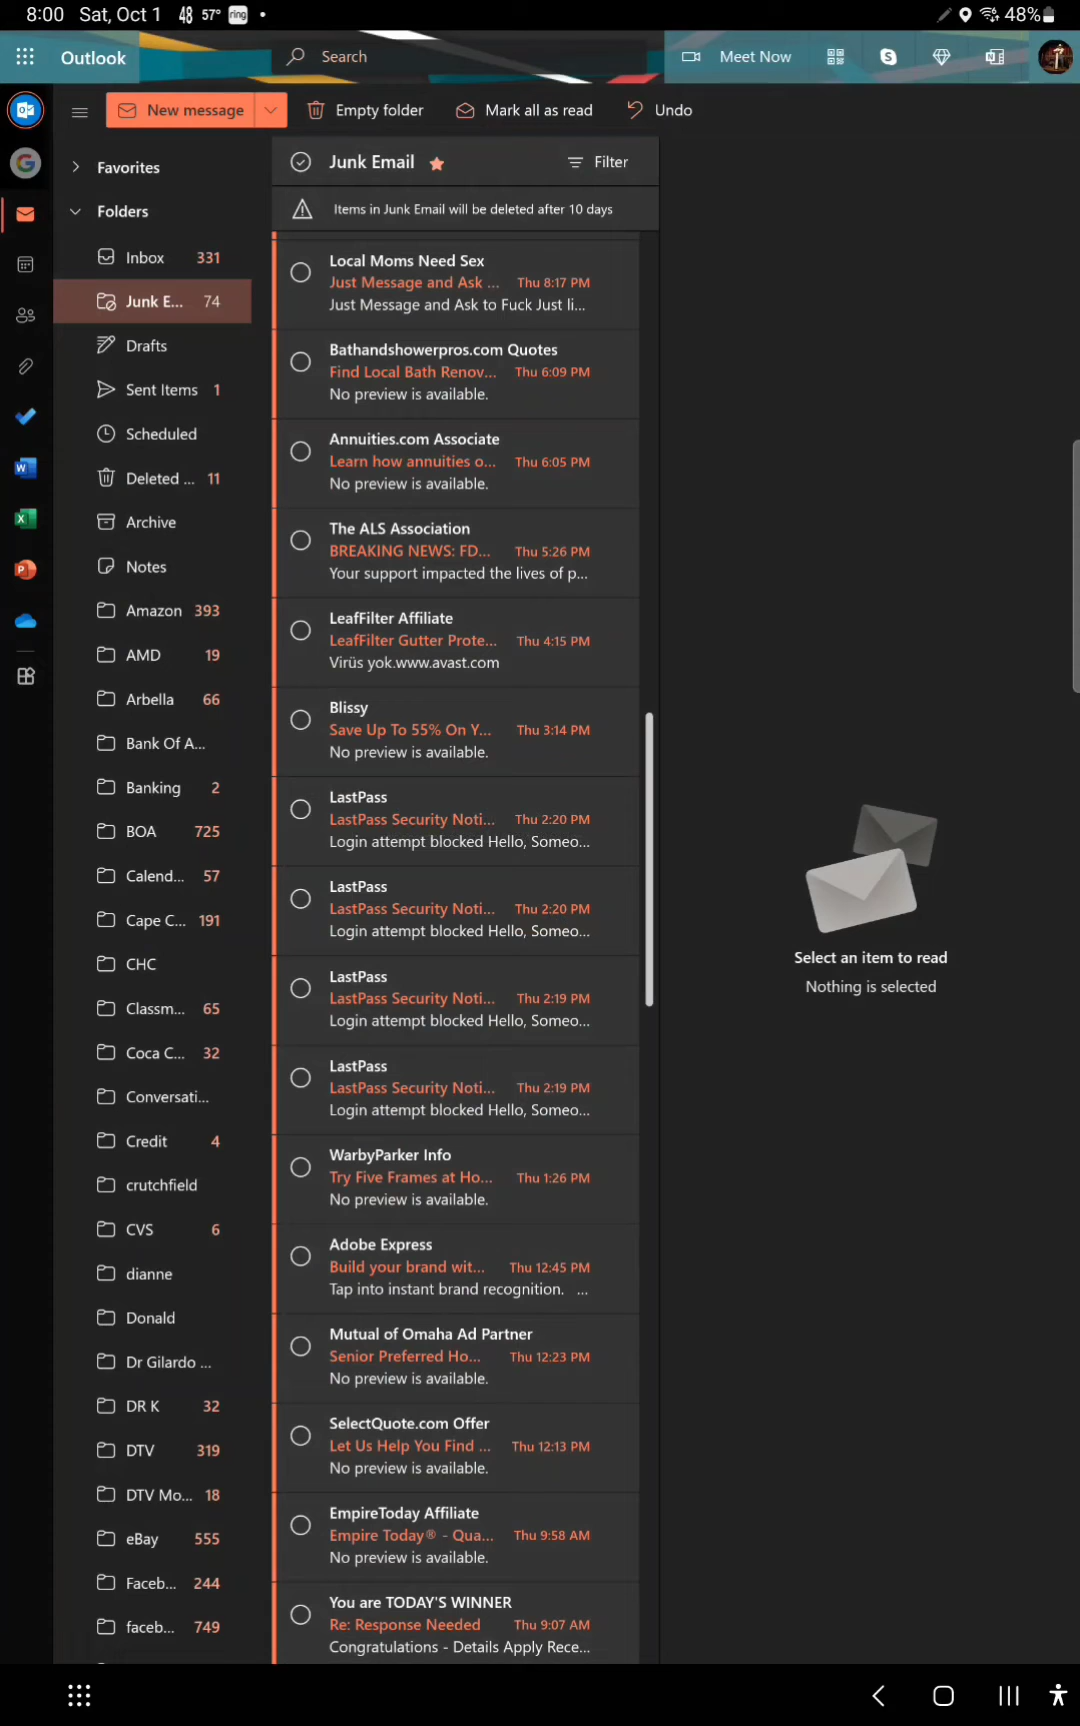 8:00 Sat, Oct 1 48 57° ring • 48%
Outlook
Search
Meet Now
New message
Empty folder
Mark all as read
Undo
Favorites
Folders
Inbox 331
Junk E... 74
Drafts
Sent Items 1
Scheduled
Deleted ... 11
Archive
Notes
Amazon 393
AMD 19
Arbella 66
Bank Of A...
Banking 2
BOA 725
Calend... 57
Cape C... 191
CHC
Classm... 65
Coca C... 32
Conversati...
Credit 4
crutchfield
CVS 6
dianne
Donald
Dr Gilardo ...
DR K 32
DTV 319
DTV Mo... 18
eBay 555
Faceb... 244
faceb... 749
Junk Email
Filter
Items in Junk Email will be deleted after 10 days
Local Moms Need Sex
Just Message and Ask ... Thu 8:17 PM
Just Message and Ask to Fuck Just li...
Bathandshowerpros.com Quotes
Find Local Bath Renov... Thu 6:09 PM
No preview is available.
Annuities.com Associate
Learn how annuities o... Thu 6:05 PM
No preview is available.
The ALS Association
BREAKING NEWS: FD... Thu 5:26 PM
Your support impacted the lives of p...
LeafFilter Affiliate
LeafFilter Gutter Prote... Thu 4:15 PM
Virüs yok.www.avast.com
Blissy
Save Up To 55% On Y... Thu 3:14 PM
No preview is available.
LastPass
LastPass Security Noti... Thu 2:20 PM
Login attempt blocked Hello, Someo...
LastPass
LastPass Security Noti... Thu 2:20 PM
Login attempt blocked Hello, Someo...
LastPass
LastPass Security Noti... Thu 2:19 PM
Login attempt blocked Hello, Someo...
LastPass
LastPass Security Noti... Thu 2:19 PM
Login attempt blocked Hello, Someo...
WarbyParker Info
Try Five Frames at Ho... Thu 1:26 PM
No preview is available.
Adobe Express
Build your brand wit... Thu 12:45 PM
Tap into instant brand recognition. ...
Mutual of Omaha Ad Partner
Senior Preferred Ho... Thu 12:23 PM
No preview is available.
SelectQuote.com Offer
Let Us Help You Find ... Thu 12:13 PM
No preview is available.
EmpireToday Affiliate
Empire Today® - Qua... Thu 9:58 AM
No preview is available.
You are TODAY'S WINNER
Re: Response Needed Thu 9:07 AM
Congratulations - Details Apply Rece...
Select an item to read
Nothing is selected